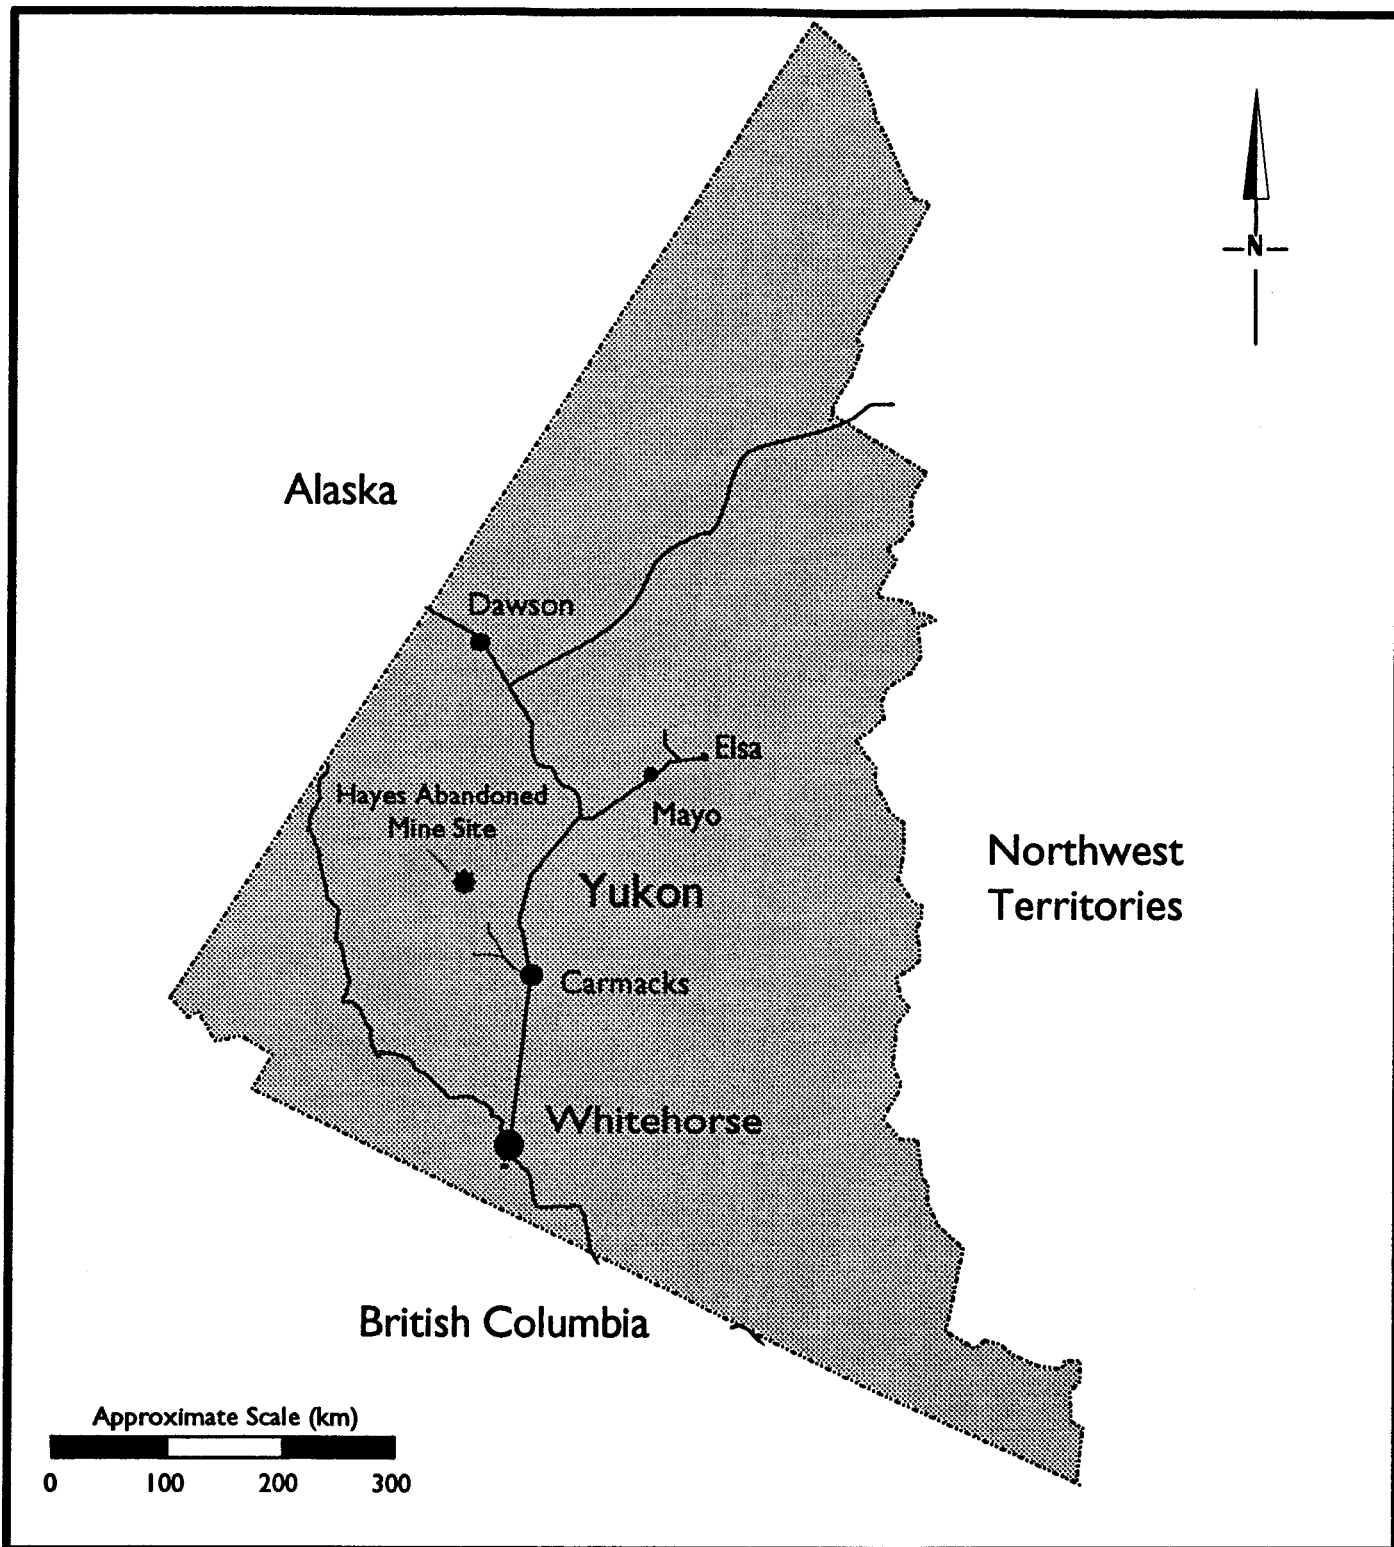 N
Alaska
Dawson
Elsa
Hayes Abandoned
Mine Site
Mayo
Northwest
Territories
Yukon
Carmacks
Whitehorse
British Columbia
Approximate Scale (km)
0 100 200 300